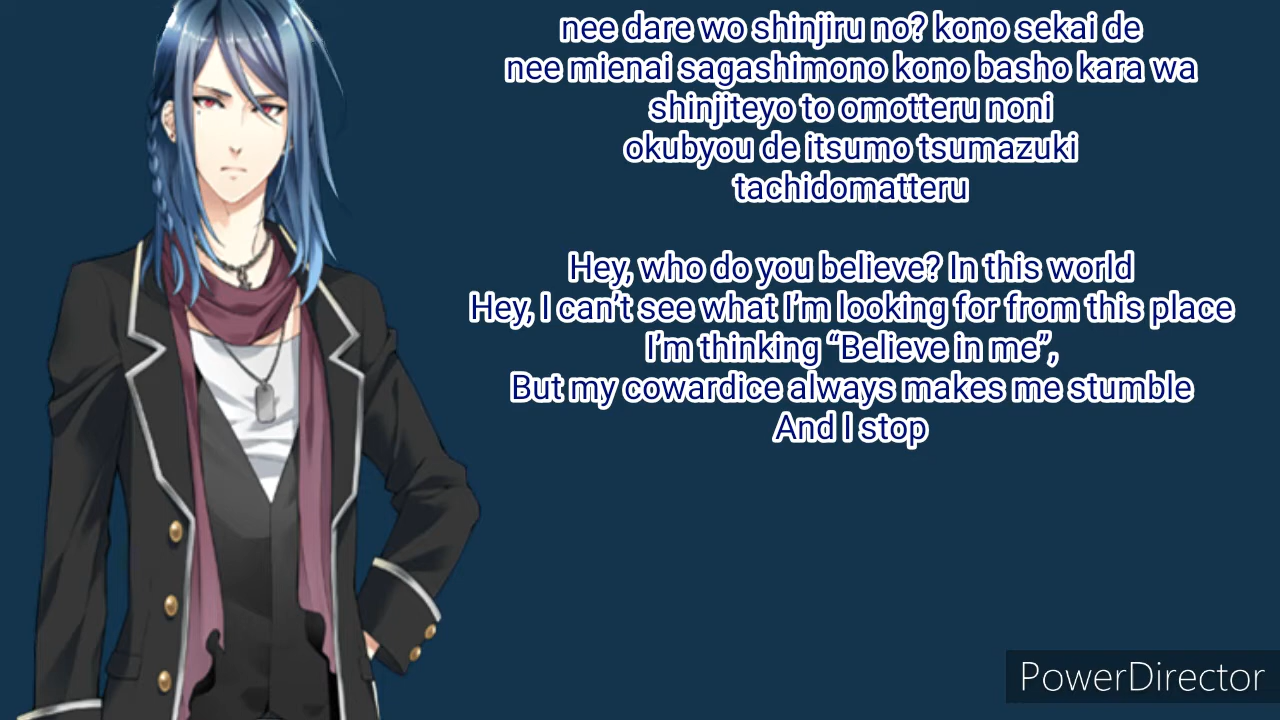 nee dare wo shinjiru no? kono sekai de
nee mienai sagashimono kono basho kara wa
shinjiteyo to omotteru noni
okubyou de itsumo tsumazuki
tachidomatteru
Hey, who do you believe? In this world
Hey, I can’t see what I’m looking for from this place
I’m thinking “Believe in me”,
But my cowardice always makes me stumble
And I stop
PowerDirector